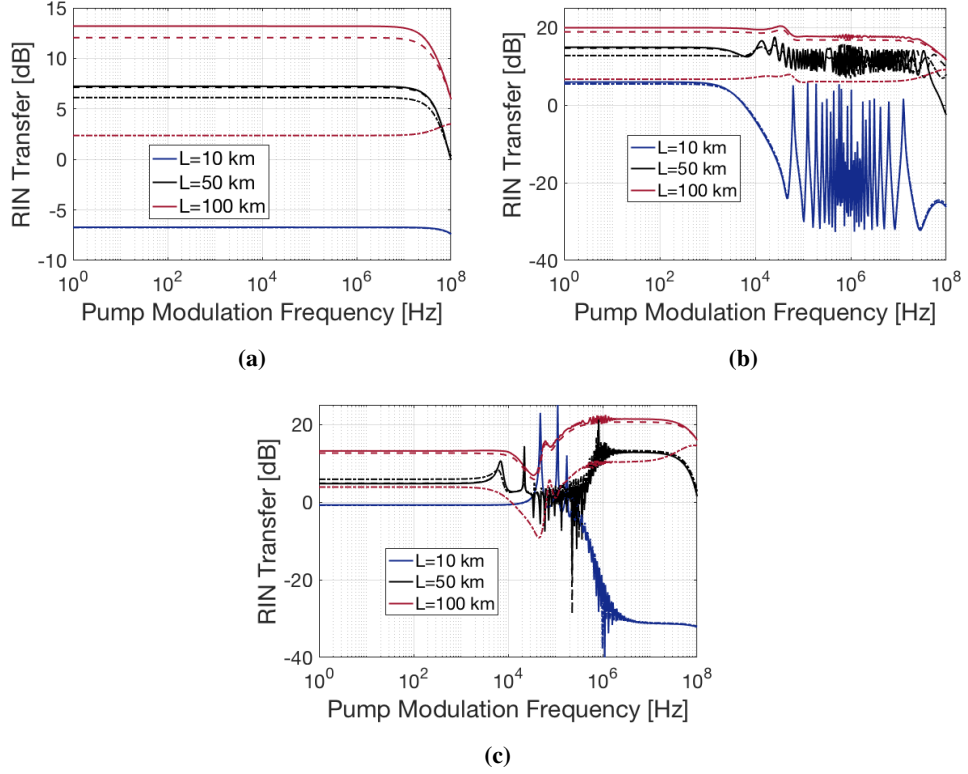 15
10
5
0
-5
-10
RIN Transfer [dB]
L=10 km
L=50 km
L=100 km
10^0 10^2 10^4 10^6 10^8
Pump Modulation Frequency [Hz]
(a)
20
0
-20
-40
RIN Transfer [dB]
L=10 km
L=50 km
L=100 km
10^0 10^2 10^4 10^6 10^8
Pump Modulation Frequency [Hz]
(b)
20
0
-20
-40
RIN Transfer [dB]
L=10 km
L=50 km
L=100 km
10^0 10^2 10^4 10^6 10^8
Pump Modulation Frequency [Hz]
(c)